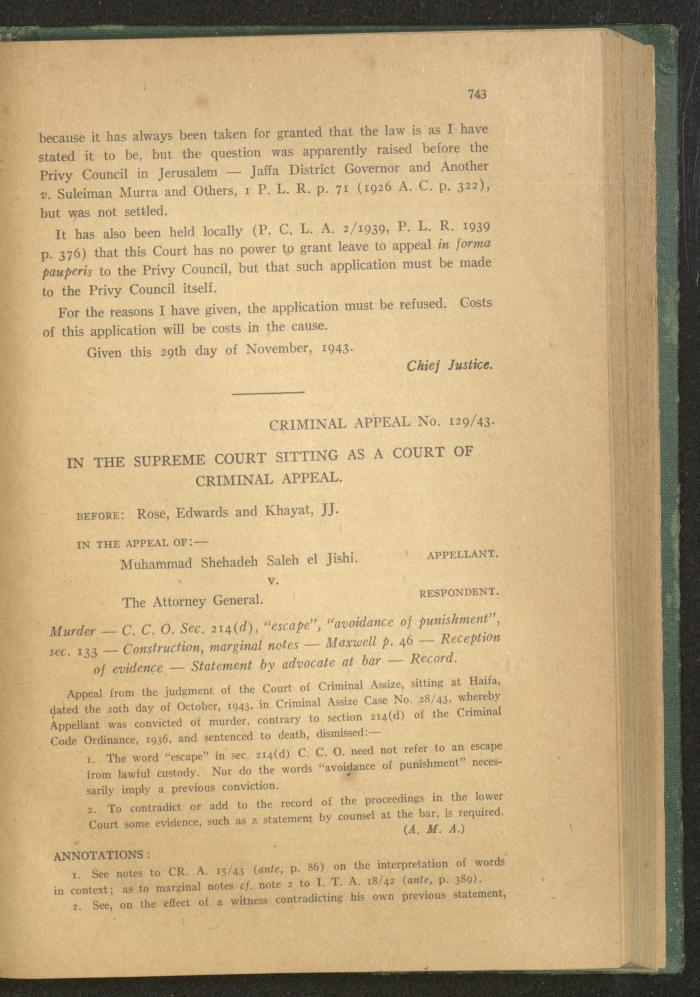 743
because it has always been taken for granted that the law is as I have
stated it to be, but the question was apparently raised before the
Privy Council in Jerusalem — Jaffa District Governor and Another
v. Suleiman Murra and Others, 1 P. L. R. p. 71 (1926 A. C. p. 322),
but was not settled.
It has also been held locally (P. C. L. A. 2/1939, P. L. R. 1939
p. 376) that this Court has no power to grant leave to appeal in forma
pauperis to the Privy Council, but that such application must be made
to the Privy Council itself.
For the reasons I have given, the application must be refused. Costs
of this application will be costs in the cause.
Given this 29th day of November, 1943.
Chief Justice.
CRIMINAL APPEAL No. 129/43.
IN THE SUPREME COURT SITTING AS A COURT OF
CRIMINAL APPEAL.
BEFORE: Rose, Edwards and Khayat, JJ.
IN THE APPEAL OF:—
Muhammad Shehadeh Saleh el Jishi. APPELLANT.
v.
The Attorney General. RESPONDENT.
Murder — C. C. O. Sec. 214(d), "escape", "avoidance of punishment",
sec. 133 — Construction, marginal notes — Maxwell p. 46 — Reception
of evidence — Statement by advocate at bar — Record.
Appeal from the judgment of the Court of Criminal Assize, sitting at Haifa,
dated the 20th day of October, 1943, in Criminal Assize Case No. 28/43, whereby
Appellant was convicted of murder, contrary to section 214(d) of the Criminal
Code Ordinance, 1936, and sentenced to death, dismissed:—
1. The word "escape" in sec. 214(d) C. C. O. need not refer to an escape
from lawful custody. Nor do the words "avoidance of punishment" neces-
sarily imply a previous conviction.
2. To contradict or add to the record of the proceedings in the lower
Court some evidence, such as a statement by counsel at the bar, is required.
(A. M. A.)
ANNOTATIONS:
1. See notes to CR. A. 15/43 (ante, p. 86) on the interpretation of words
in context; as to marginal notes cf. note 2 to I. T. A. 18/42 (ante, p. 389).
2. See, on the effect of a witness contradicting his own previous statement,